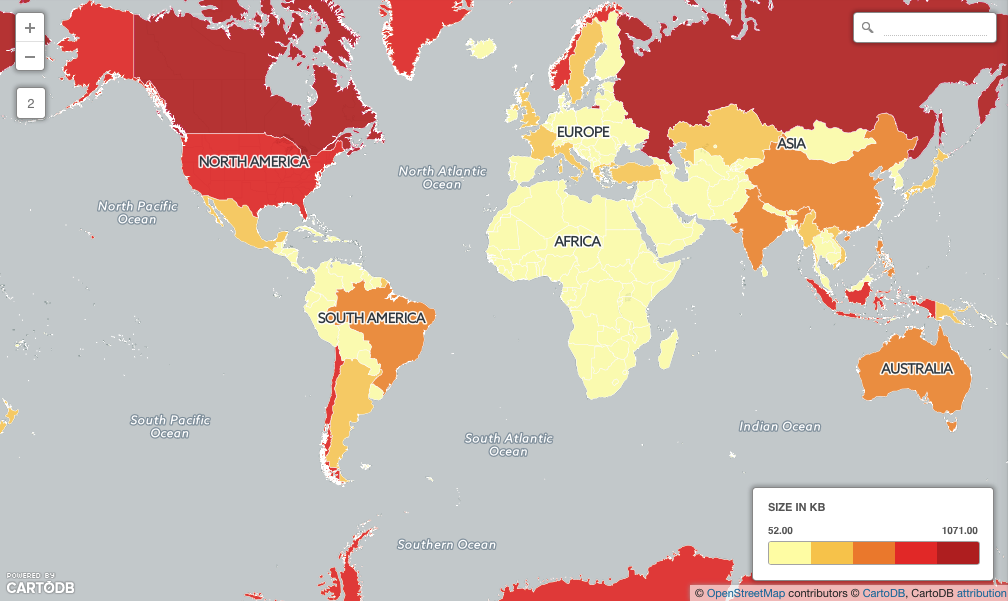 +
−
2
NORTH AMERICA
EUROPE
ASIA
North Atlantic
Ocean
North Pacific
Ocean
AFRICA
SOUTH AMERICA
AUSTRALIA
South Pacific
Ocean
South Atlantic
Ocean
Indian Ocean
Southern Ocean
SIZE IN KB
52.00 1071.00
POWERED BY
CARTODB
© OpenStreetMap contributors © CartoDB, CartoDB attribution